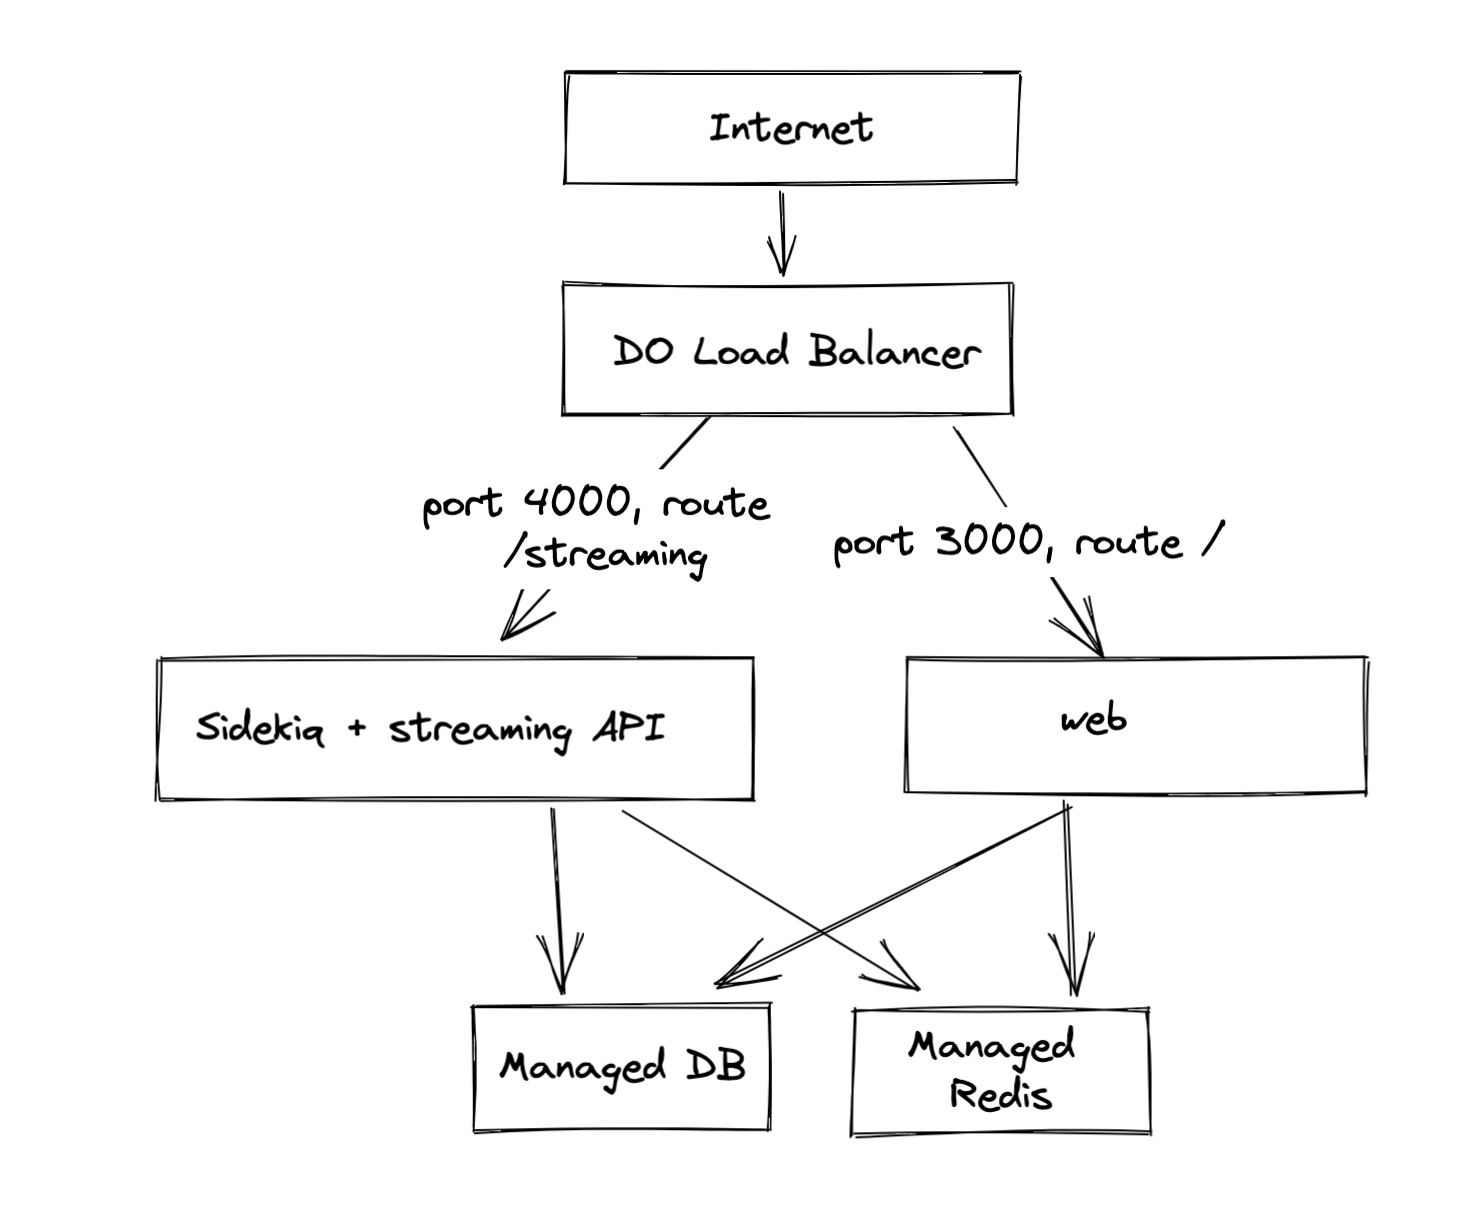 Internet
DO Load Balancer
port 4000, route
/streaming
port 3000, route /
Sidekiq + streaming API
web
Managed DB
Managed
Redis